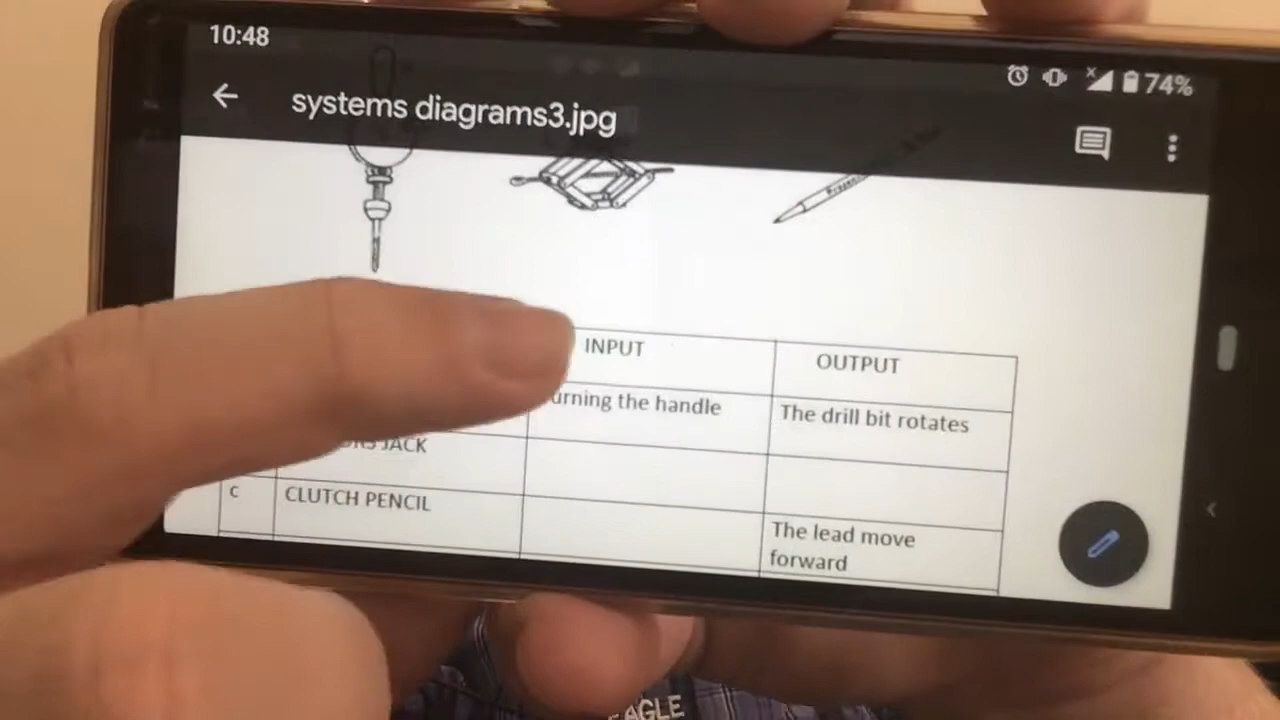 10:48
74%
systems diagrams3.jpg
INPUT
OUTPUT
urning the handle
The drill bit rotates
JACK
C
CLUTCH PENCIL
The lead move
forward
EAGLE